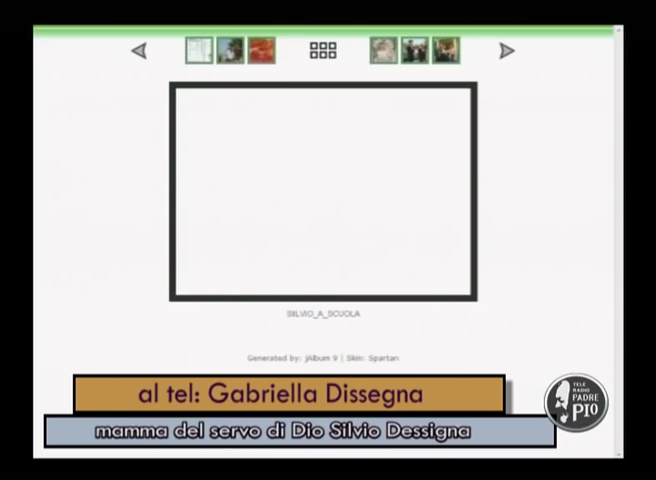 SILVIO_A_SCUOLA
Generated by: jAlbum 9 | Skin: Spartan
al tel: Gabriella Dissegna
mamma del servo di Dio Silvio Dessigna
TELE
RADIO
PADRE
PIO